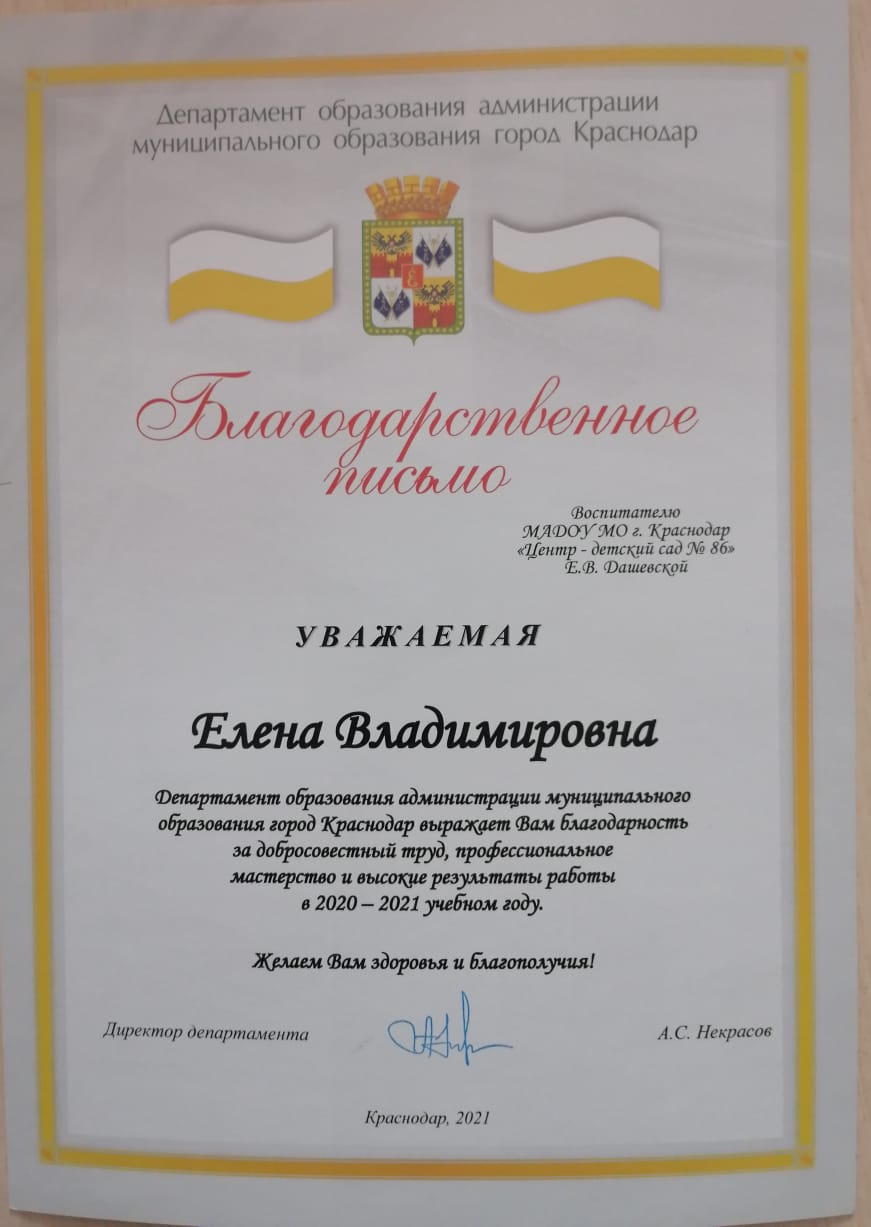 Департамент образования администрации
муниципального образования город Краснодар
Благодарственное
письмо
Воспитателю
МАДОУ МО г. Краснодар
«Центр - детский сад № 86»
Е.В. Дашевской
УВАЖАЕМАЯ
Елена Владимировна
Департамент образования администрации муниципального
образования город Краснодар выражает Вам благодарность
за добросовестный труд, профессиональное
мастерство и высокие результаты работы
в 2020 – 2021 учебном году.
Желаем Вам здоровья и благополучия!
Директор департамента А.С. Некрасов
Краснодар, 2021